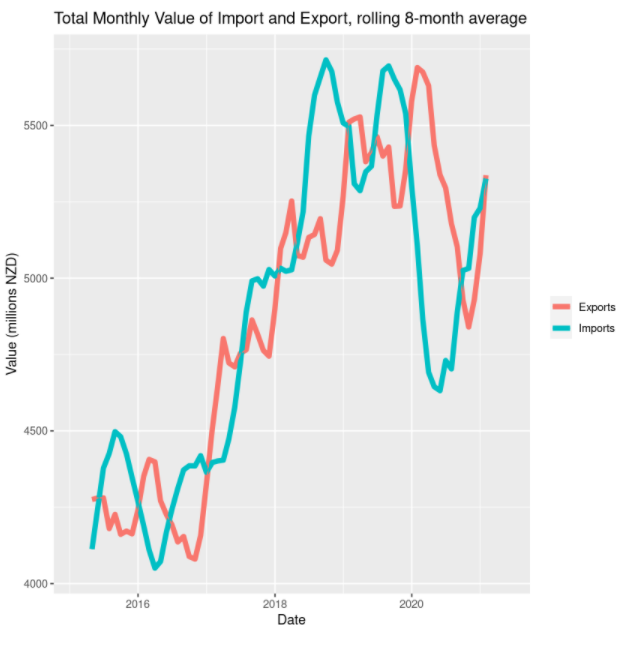 Total Monthly Value of Import and Export, rolling 8-month average
Value (millions NZD)
5500
5000
4500
4000
2016 2018 2020
Date
Exports
Imports